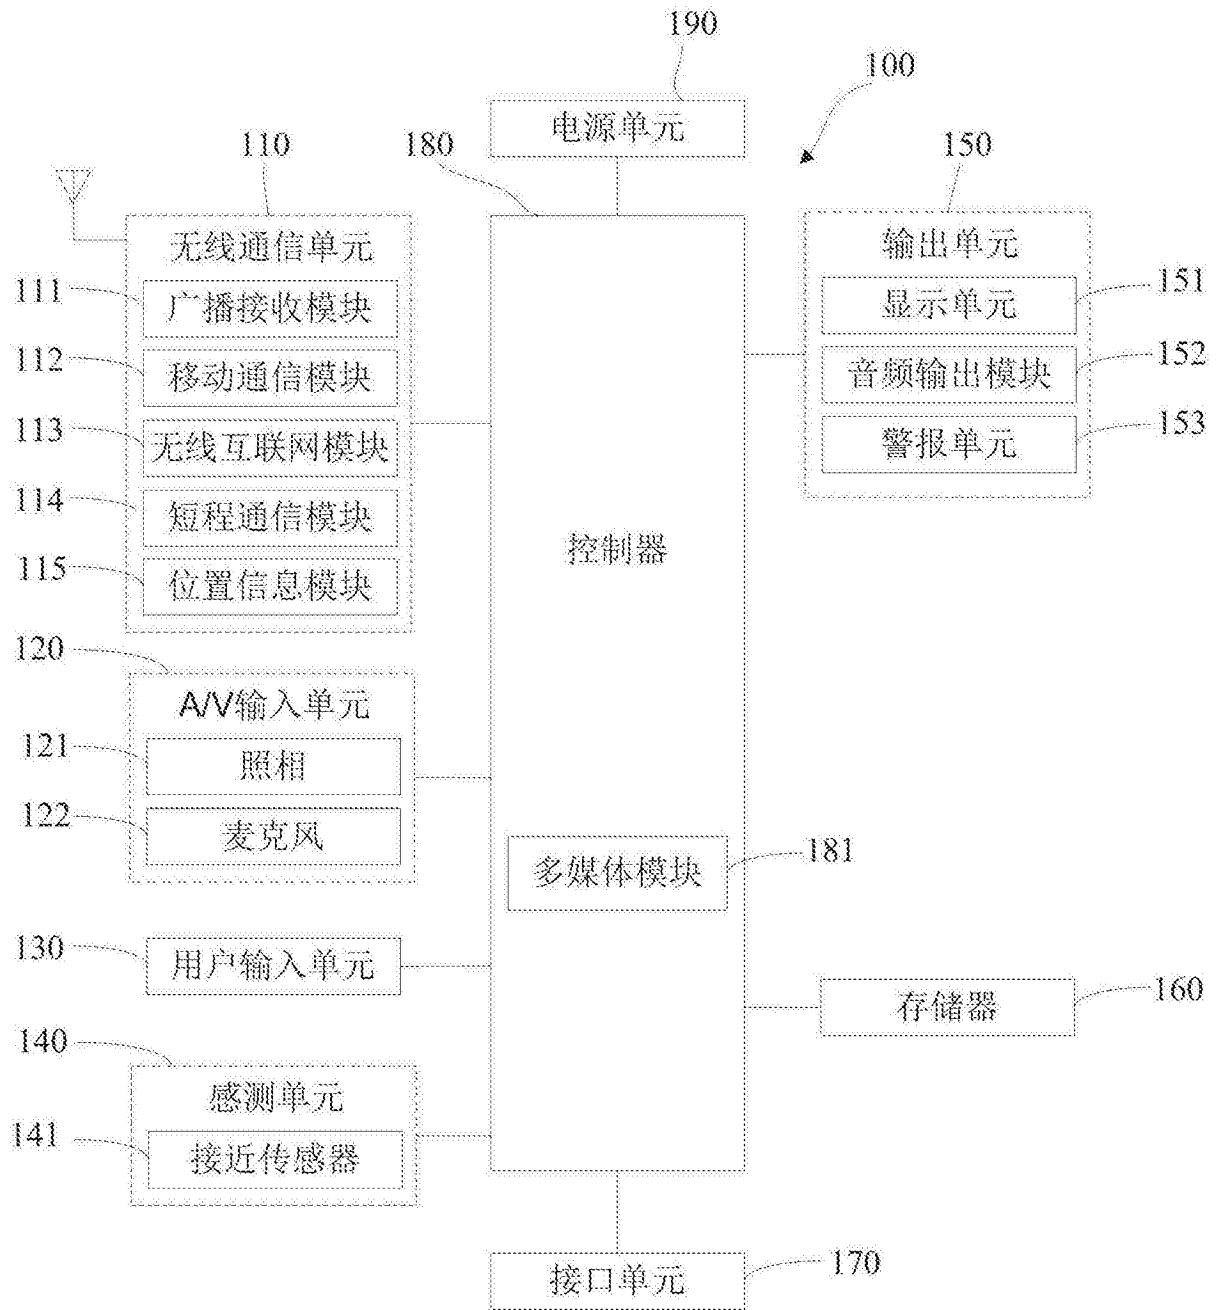 190
100
电源单元
110
180
150
无线通信单元
输出单元
111
广播接收模块
显示单元
151
112
移动通信模块
音频输出模块
152
113
无线互联网模块
警报单元
153
114
短程通信模块
控制器
115
位置信息模块
120
A/V输入单元
121
照相
122
麦克风
多媒体模块
181
130
用户输入单元
存储器
160
140
感测单元
141
接近传感器
接口单元
170